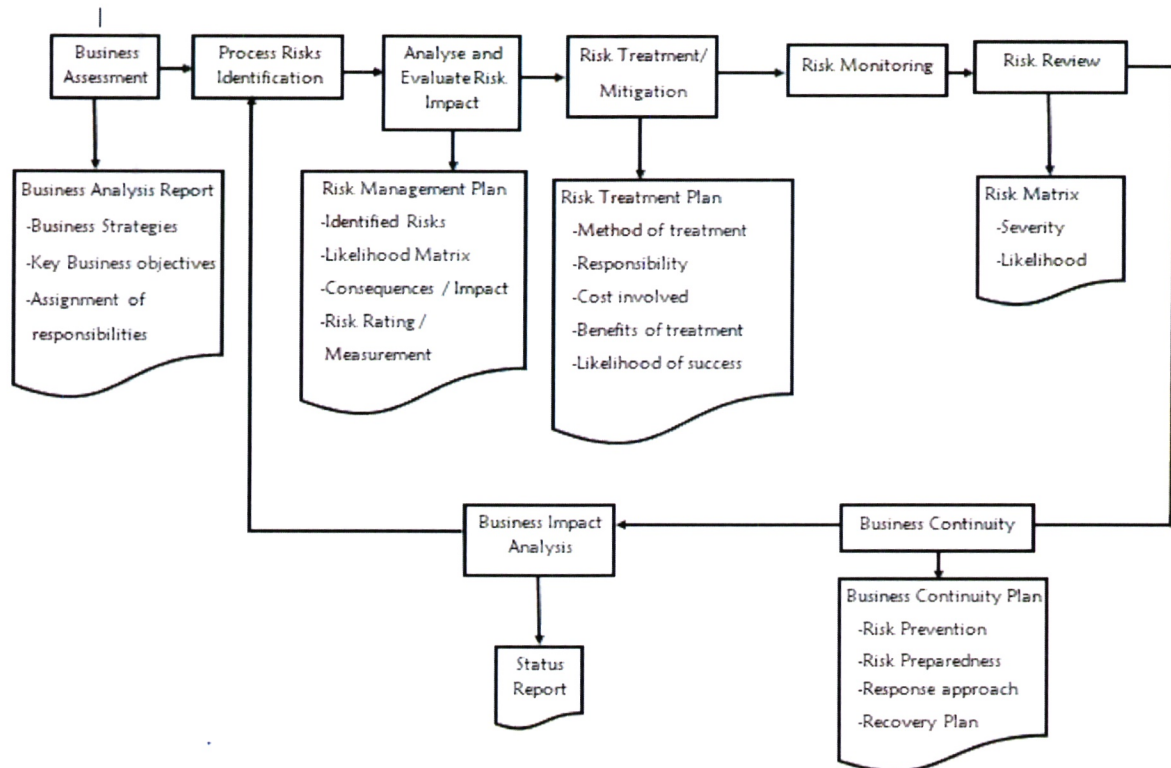 Business
Assessment
Process Risks
Identification
Analyse and
Evaluate Risk
Impact
Risk Treatment/
Mitigation
Risk Monitoring
Risk Review
Business Analysis Report
-Business Strategies
-Key Business objectives
-Assignment of
responsibilities
Risk Management Plan
-Identified Risks
-Likelihood Matrix
-Consequences / Impact
-Risk Rating /
Measurement
Risk Treatment Plan
-Method of treatment
-Responsibility
-Cost involved
-Benefits of treatment
-Likelihood of success
Risk Matrix
-Severity
-Likelihood
Business Impact
Analysis
Business Continuity
Status
Report
Business Continuity Plan
-Risk Prevention
-Risk Preparedness
-Response approach
-Recovery Plan